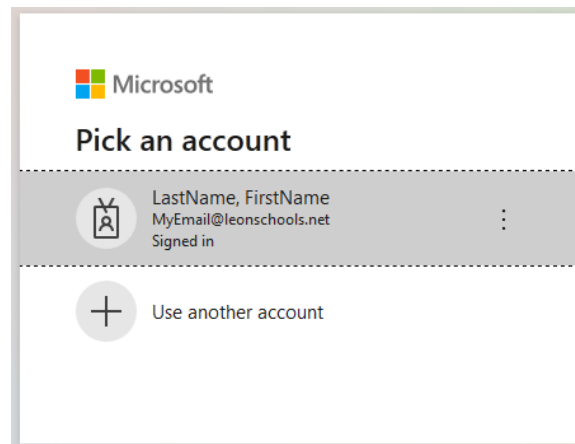 Microsoft
Pick an account
LastName, FirstName
MyEmail@leonschools.net
Signed in
Use another account